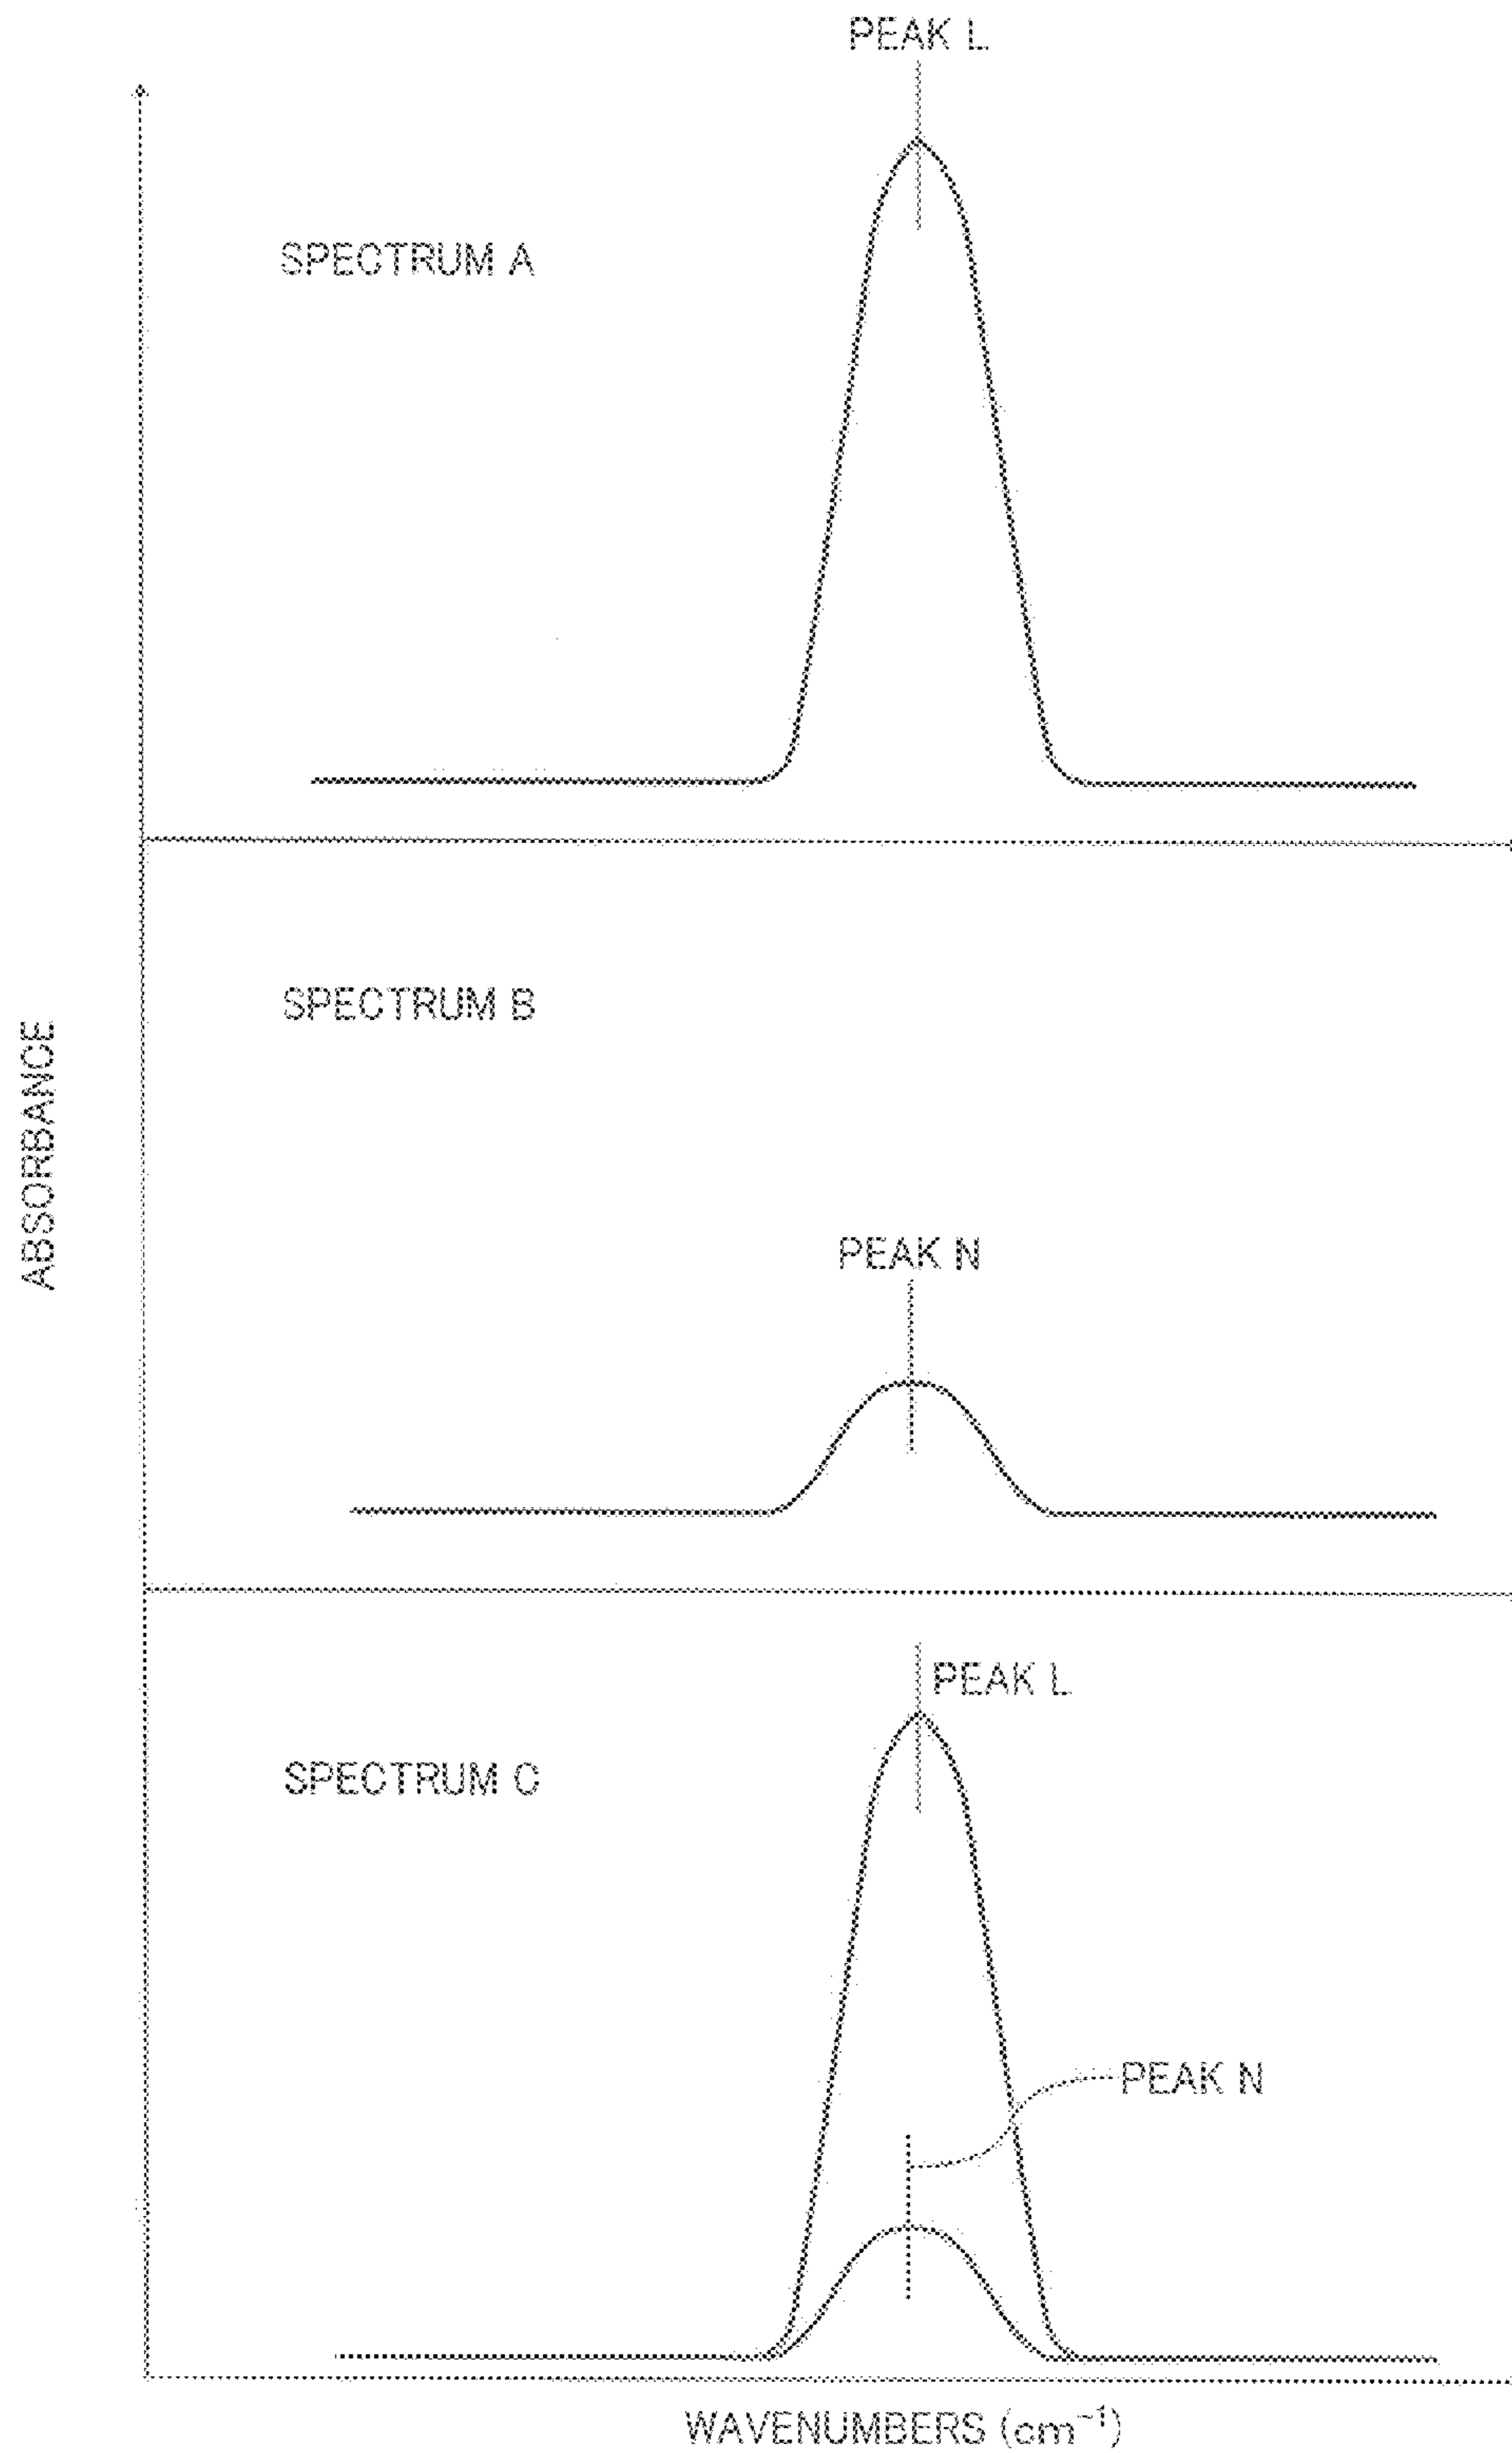 PEAK L
SPECTRUM A
SPECTRUM B
PEAK N
ABSORBANCE
PEAK L
SPECTRUM C
PEAK N
WAVENUMBERS (cm⁻¹)